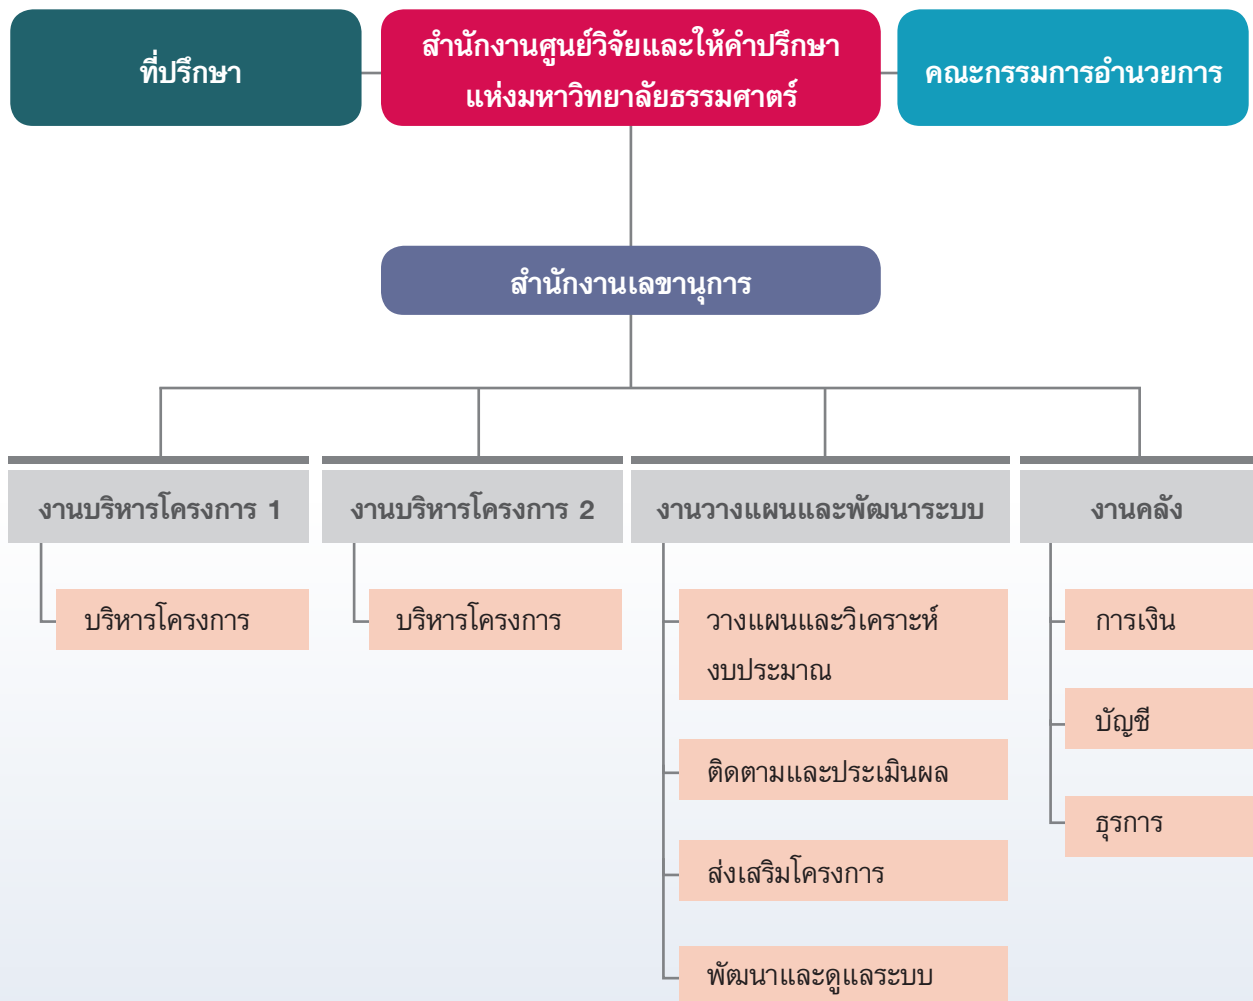 ที่ปรึกษา
สำนักงานศูนย์วิจัยและให้คำปรึกษา
แห่งมหาวิทยาลัยธรรมศาตร์
คณะกรรมการอำนวยการ
สำนักงานเลขานุการ
งานบริหารโครงการ 1
งานบริหารโครงการ 2
งานวางแผนและพัฒนาระบบ
งานคลัง
บริหารโครงการ
บริหารโครงการ
วางแผนและวิเคราะห์
งบประมาณ
ติดตามและประเมินผล
ส่งเสริมโครงการ
พัฒนาและดูแลระบบ
การเงิน
บัญชี
ธุรการ